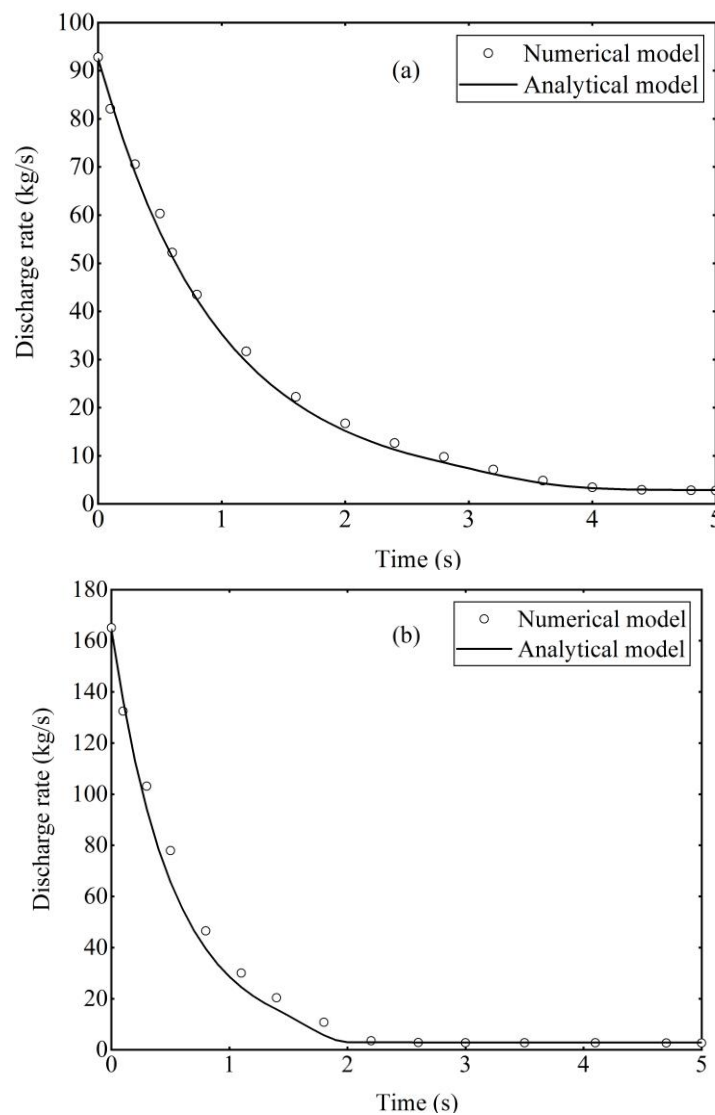 100
90
80
70
60
50
40
30
20
10
0
Discharge rate (kg/s)
(a)
Numerical model
Analytical model
0 1 2 3 4 5
Time (s)
180
160
140
120
100
80
60
40
20
0
Discharge rate (kg/s)
(b)
Numerical model
Analytical model
0 1 2 3 4 5
Time (s)